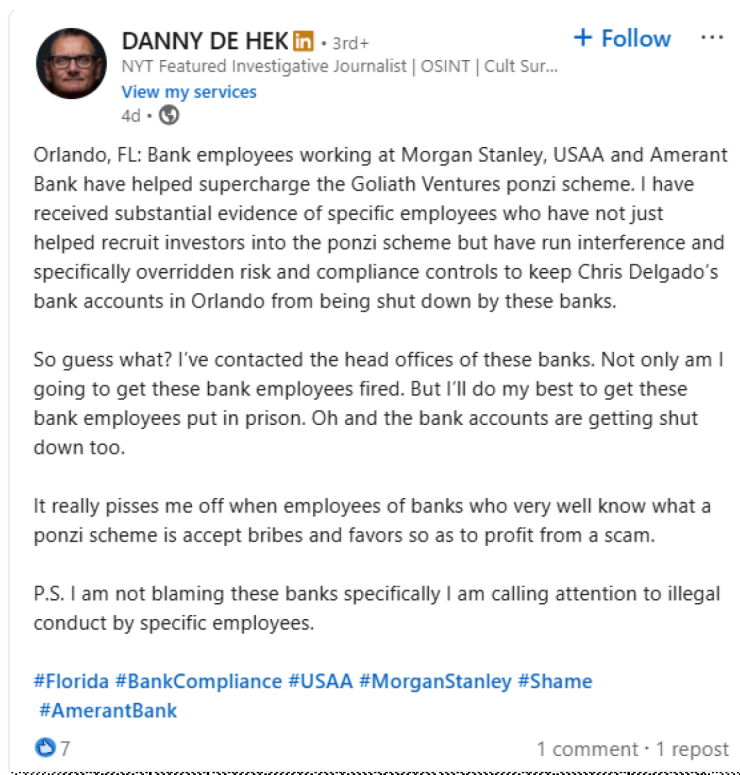 DANNY DE HEK in • 3rd+
+ Follow ...
NYT Featured Investigative Journalist | OSINT | Cult Sur...
View my services
4d •
Orlando, FL: Bank employees working at Morgan Stanley, USAA and Amerant
Bank have helped supercharge the Goliath Ventures ponzi scheme. I have
received substantial evidence of specific employees who have not just
helped recruit investors into the ponzi scheme but have run interference and
specifically overridden risk and compliance controls to keep Chris Delgado's
bank accounts in Orlando from being shut down by these banks.
So guess what? I've contacted the head offices of these banks. Not only am I
going to get these bank employees fired. But I'll do my best to get these
bank employees put in prison. Oh and the bank accounts are getting shut
down too.
It really pisses me off when employees of banks who very well know what a
ponzi scheme is accept bribes and favors so as to profit from a scam.
P.S. I am not blaming these banks specifically I am calling attention to illegal
conduct by specific employees.
#Florida #BankCompliance #USAA #MorganStanley #Shame
#AmerantBank
7
1 comment · 1 repost